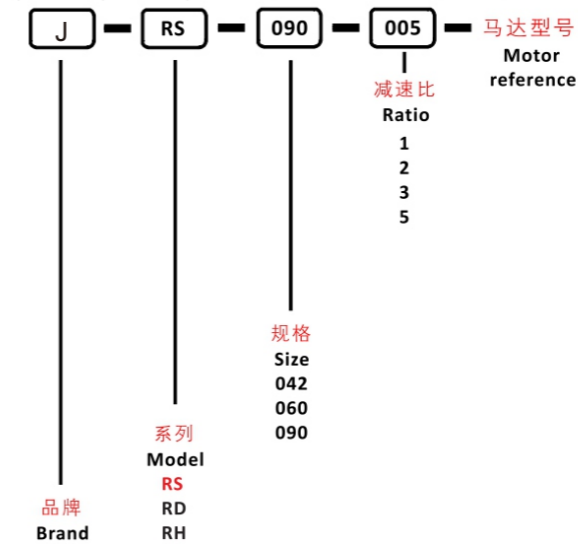 J RS 090 005 马达型号
Motor
reference
减速比
Ratio
1
2
3
5
规格
Size
042
060
090
系列
Model
RS
RD
RH
品牌
Brand